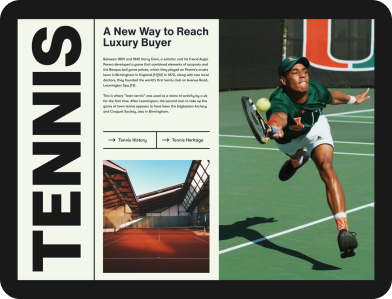 TENNIS
A New Way to Reach
Luxury Buyer
Between 1859 and 1865 Harry Gem, a solicitor and his friend Augurio
Perera developed a game that combined elements of racquets and
the Basque ball game pelota, which they played on Perera's croquet
lawn in Birmingham in England.[11][12] In 1872, along with two local
doctors, they founded the world's first tennis club on Avenue Road,
Leamington Spa.[13]
This is where "lawn tennis" was used as a name of activity by a club
for the first time. After Leamington, the second club to take up the
game of lawn tennis appears to have been the Edgbaston Archery
and Croquet Society, also in Birmingham.
→ Tennis History
→ Tennis Heritage
U